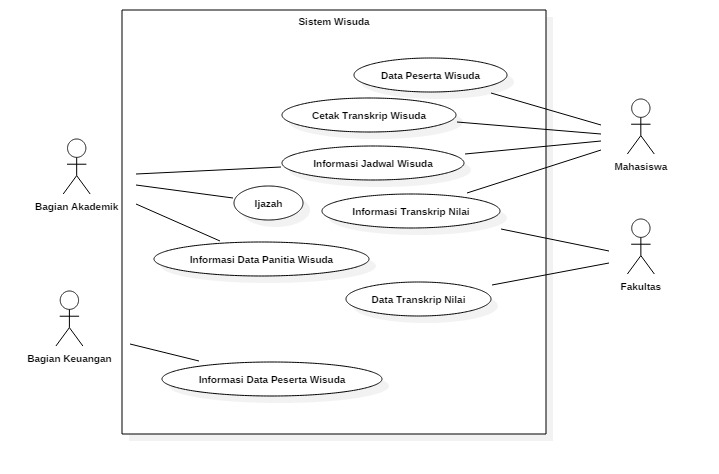 Sistem Wisuda
Data Peserta Wisuda
Cetak Transkrip Wisuda
Informasi Jadwal Wisuda
Mahasiswa
Bagian Akademik
Ijazah
Informasi Transkrip Nilai
Informasi Data Panitia Wisuda
Fakultas
Data Transkrip Nilai
Bagian Keuangan
Informasi Data Peserta Wisuda